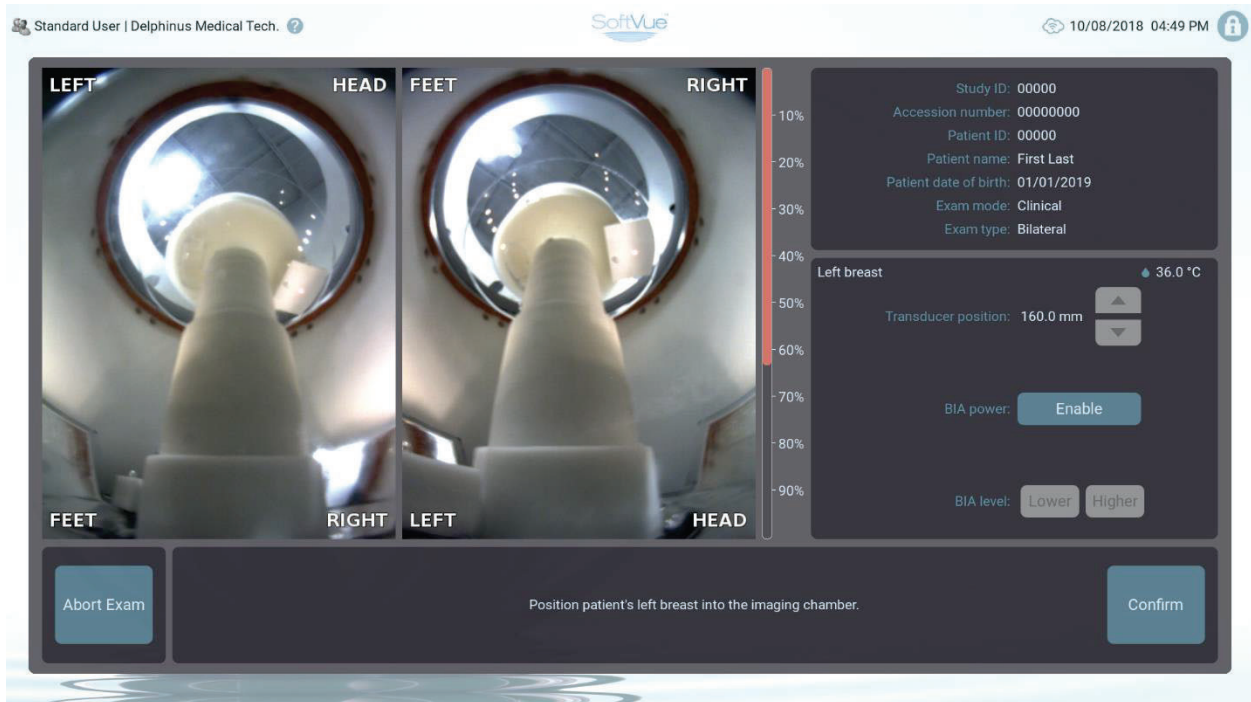 Standard User | Delphinus Medical Tech. ?
SoftVue
10/08/2018 04:49 PM
LEFT HEAD
FEET RIGHT
FEET RIGHT
LEFT HEAD
10%
20%
30%
40%
50%
60%
70%
80%
90%
Study ID: 00000
Accession number: 00000000
Patient ID: 00000
Patient name: First Last
Patient date of birth: 01/01/2019
Exam mode: Clinical
Exam type: Bilateral
Left breast 36.0 °C
Transducer position: 160.0 mm
BIA power: Enable
BIA level: Lower Higher
Abort Exam
Position patient's left breast into the imaging chamber.
Confirm